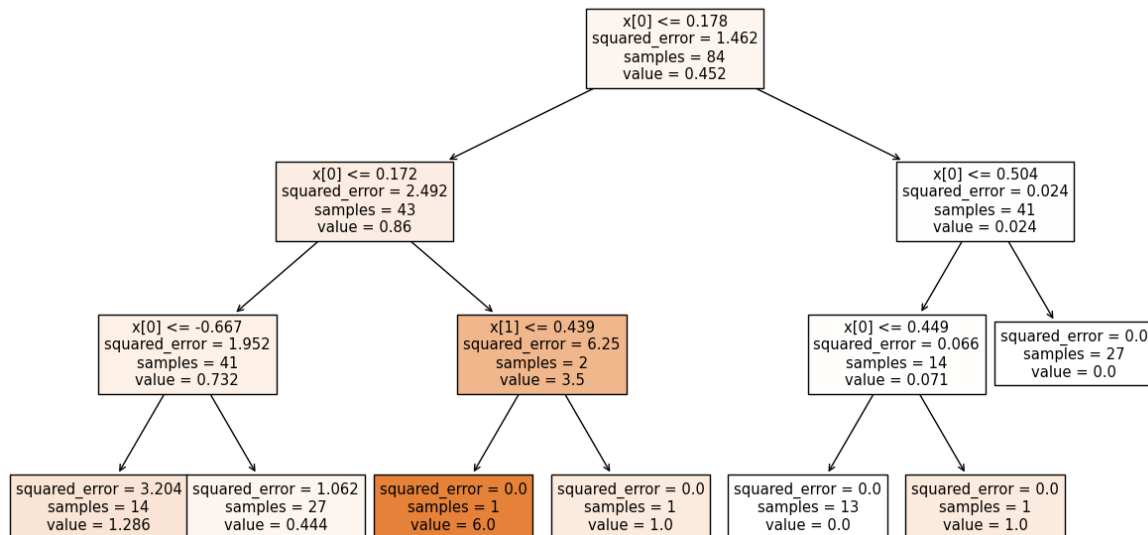 x[0] <= 0.178
squared_error = 1.462
samples = 84
value = 0.452
x[0] <= 0.172
squared_error = 2.492
samples = 43
value = 0.86
x[0] <= 0.504
squared_error = 0.024
samples = 41
value = 0.024
x[0] <= -0.667
squared_error = 1.952
samples = 41
value = 0.732
x[1] <= 0.439
squared_error = 6.25
samples = 2
value = 3.5
x[0] <= 0.449
squared_error = 0.066
samples = 14
value = 0.071
squared_error = 0.0
samples = 27
value = 0.0
squared_error = 3.204
samples = 14
value = 1.286
squared_error = 1.062
samples = 27
value = 0.444
squared_error = 0.0
samples = 1
value = 6.0
squared_error = 0.0
samples = 1
value = 1.0
squared_error = 0.0
samples = 13
value = 0.0
squared_error = 0.0
samples = 1
value = 1.0